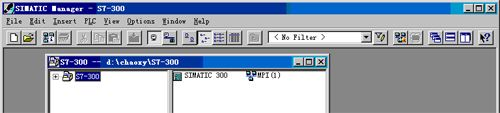 SIMATIC Manager - S7-300
File Edit Insert PLC View Options Window Help
< No Filter >
S7-300 -- d:\chaoxy\S7-300
S7-300 SIMATIC 300 MPI(1)